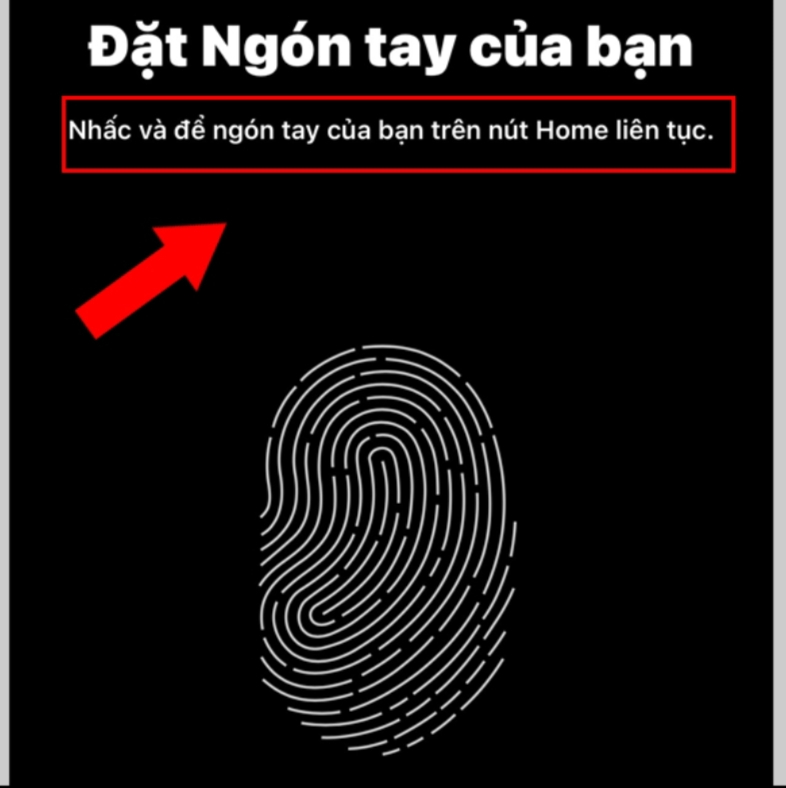 Đặt Ngón tay của bạn
Nhấc và để ngón tay của bạn trên nút Home liên tục.